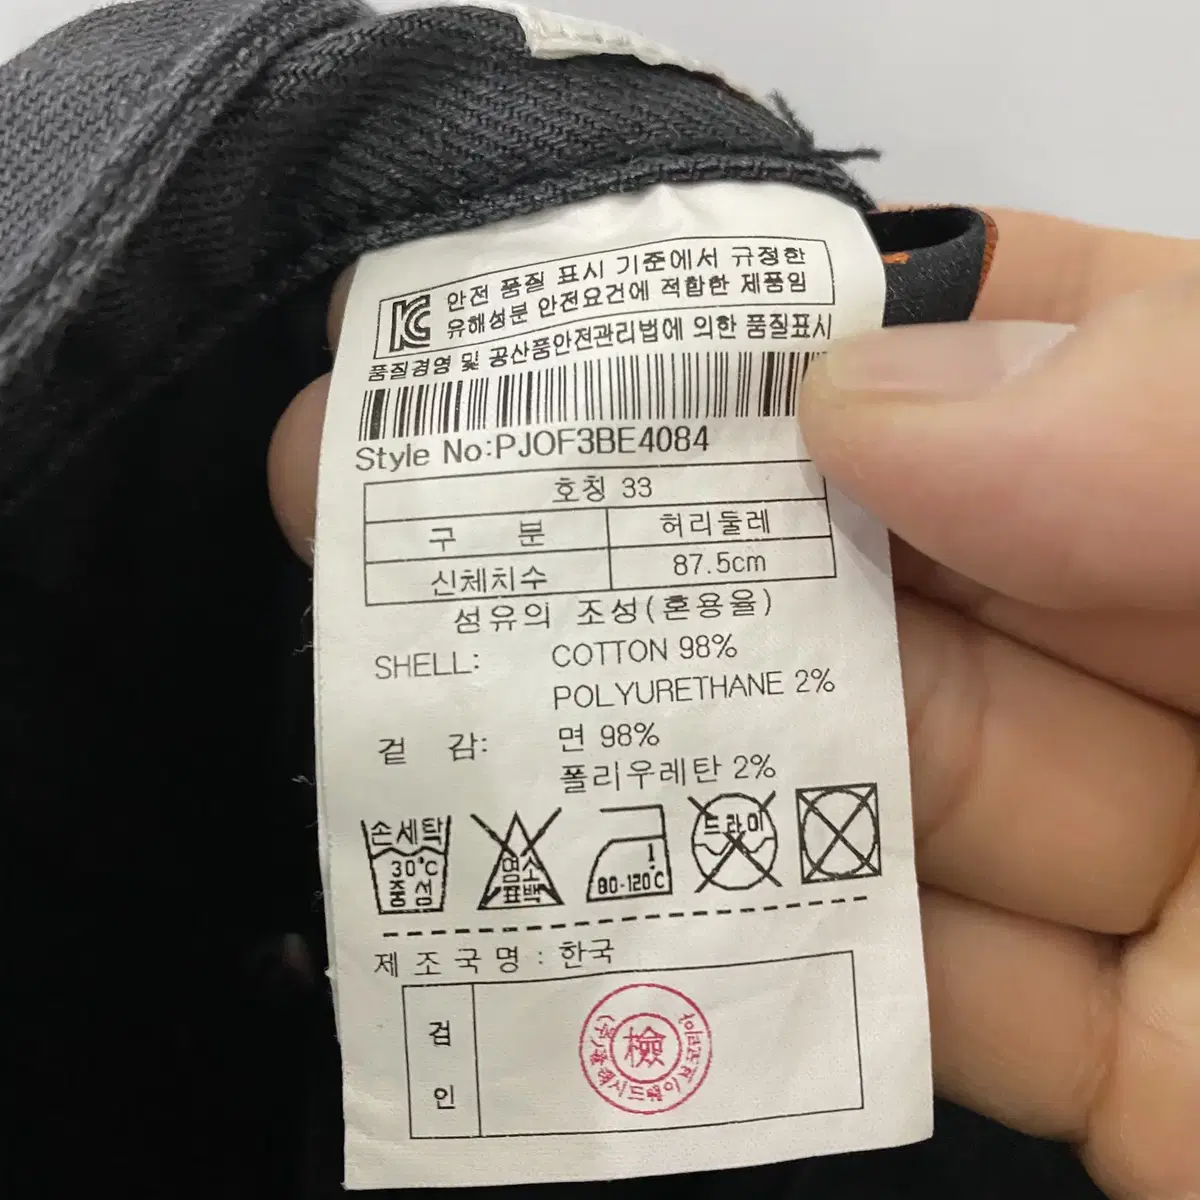 안전 품질 표시 기준에서 규정한
유해성분 안전요건에 적합한 제품임
품질경영 및 공산품안전관리법에 의한 품질표시
Style No:PJOF3BE4084
호칭 33
구 분 허리둘레
신체치수 87.5cm
섬유의 조성(혼용율)
SHELL: COTTON 98%
POLYURETHANE 2%
겉 감: 면 98%
폴리우레탄 2%
손세탁
30℃
중성
염소
표백
1
80-120℃
드라이
제조국명 : 한국
검
인
檢